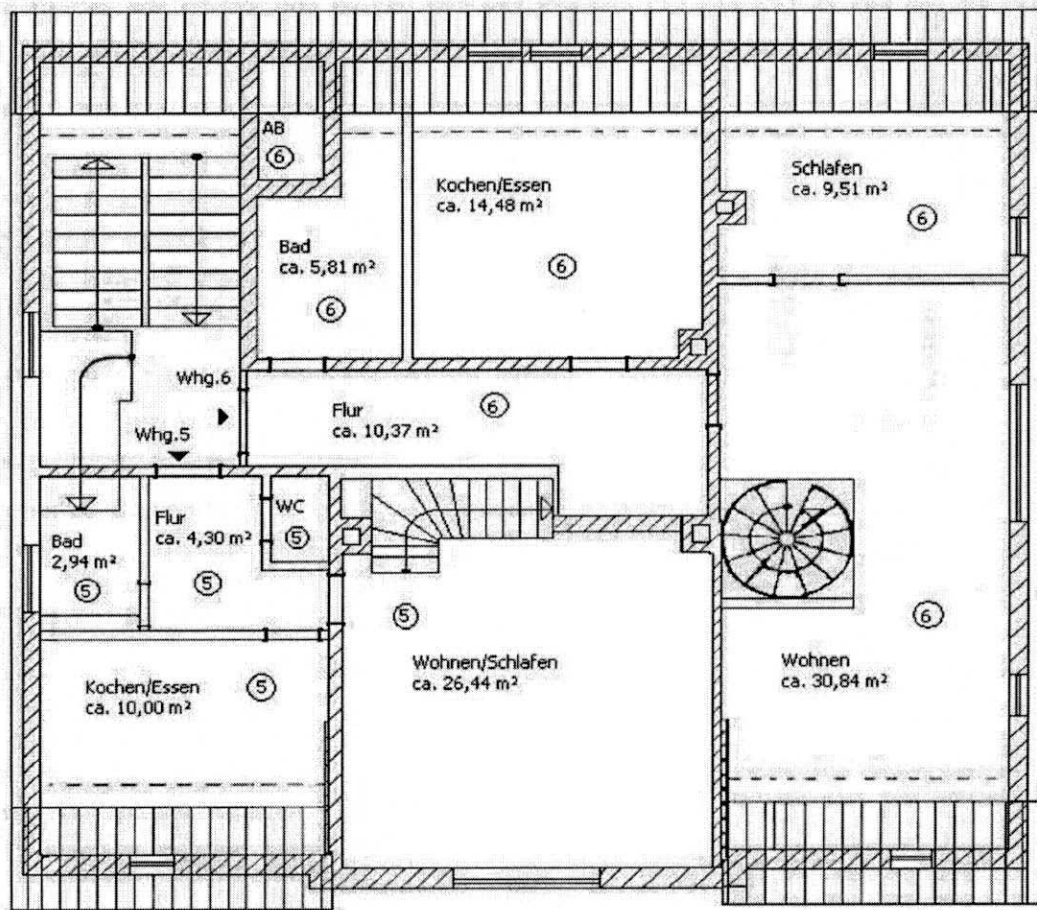 AB
6
Kochen/Essen
ca. 14,48 m²
6
Schlafen
ca. 9,51 m²
6
Bad
ca. 5,81 m²
6
Whg.6
Whg.5
Flur
ca. 10,37 m²
6
Bad
2,94 m²
5
Flur
ca. 4,30 m²
5
WC
5
5
Wohnen/Schlafen
ca. 26,44 m²
6
Wohnen
ca. 30,84 m²
Kochen/Essen
ca. 10,00 m²
5